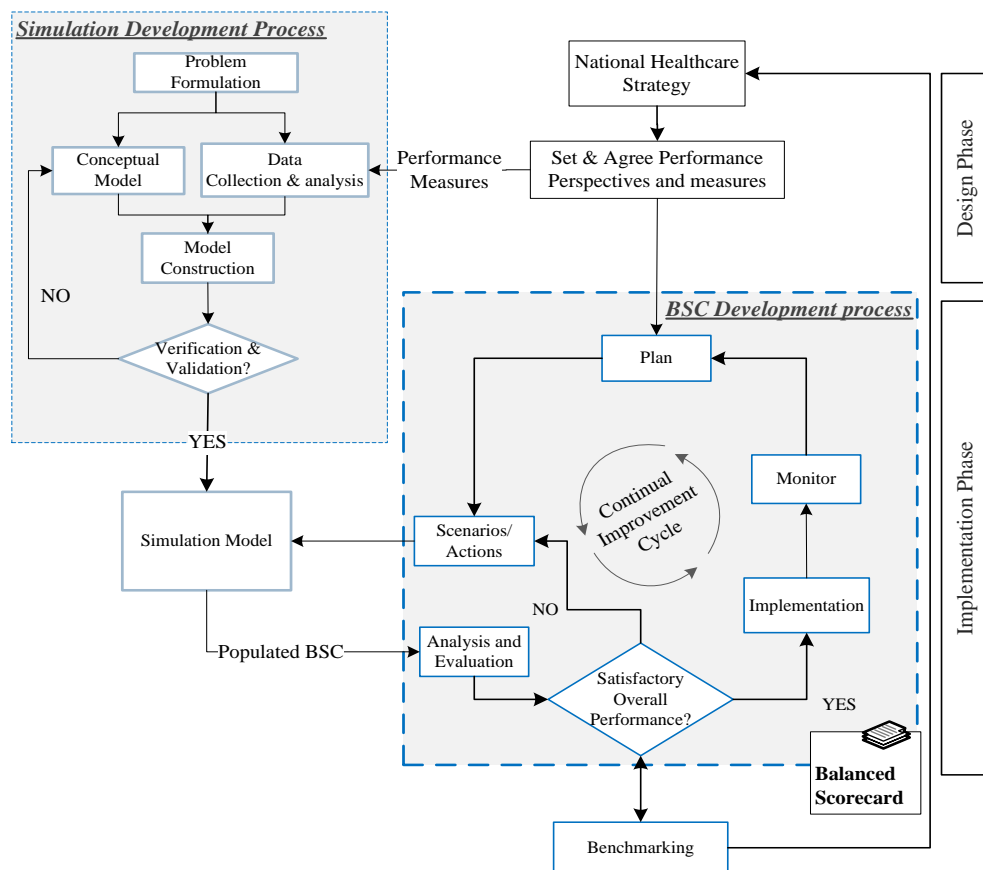 Simulation Development Process
Problem
Formulation
Conceptual
Model
Data
Collection & analysis
Model
Construction
NO
Verification &
Validation?
YES
Simulation Model
Populated BSC
National Healthcare
Strategy
Performance
Measures
Set & Agree Performance
Perspectives and measures
BSC Development process
Plan
Monitor
Continual
Improvement
Cycle
Scenarios/
Actions
Implementation
NO
Analysis and
Evaluation
Satisfactory
Overall
Performance?
YES
Balanced
Scorecard
Benchmarking
Design Phase
Implementation Phase